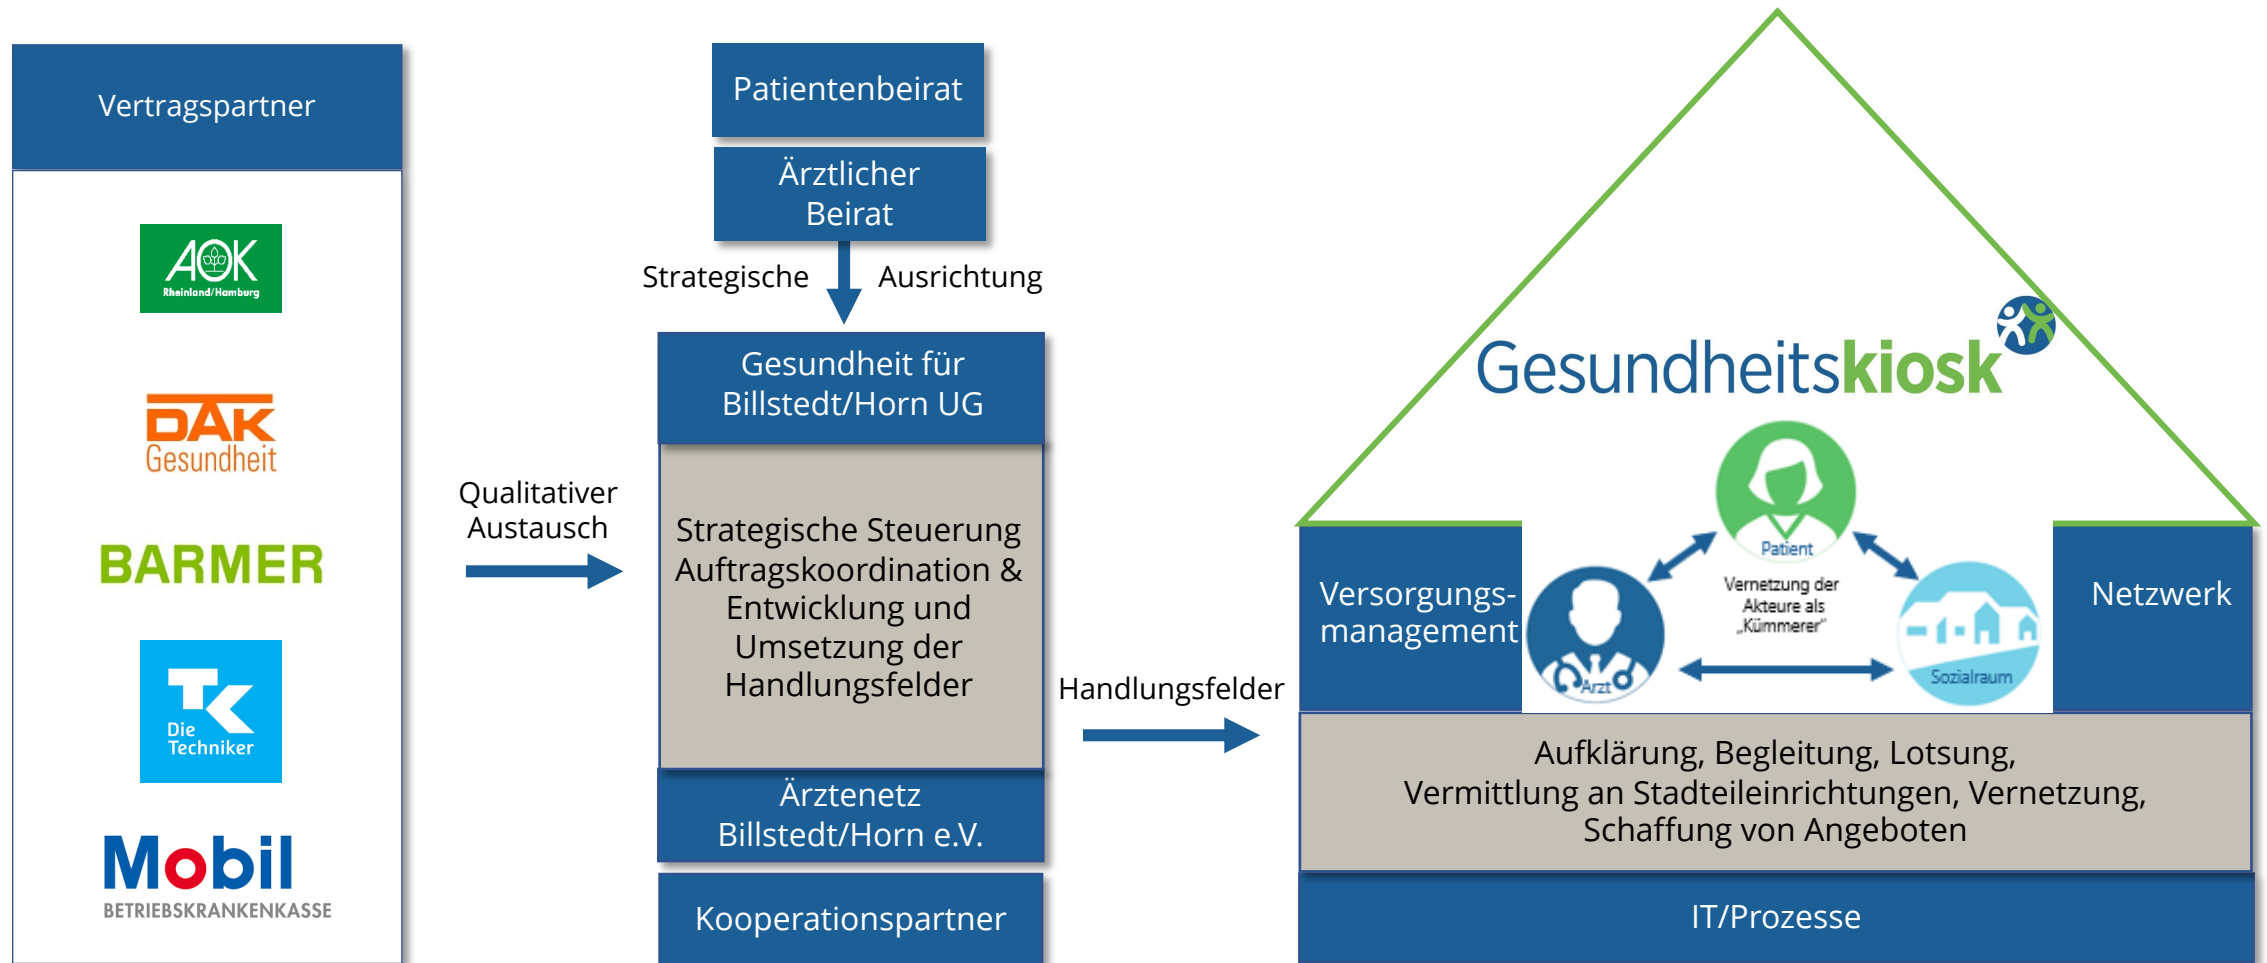 Vertragspartner
AOK
Rheinland/Hamburg
DAK
Gesundheit
BARMER
TK
Die
Techniker
Mobil
BETRIEBSKRANKENKASSE
Qualitativer
Austausch
Patientenbeirat
Ärztlicher
Beirat
Strategische Ausrichtung
Gesundheit für
Billstedt/Horn UG
Strategische Steuerung
Auftragskoordination &
Entwicklung und
Umsetzung der
Handlungsfelder
Ärztenetz
Billstedt/Horn e.V.
Kooperationspartner
Handlungsfelder
Gesundheitskiosk
Versorgungs-
management
Patient
Vernetzung der
Akteure als
„Kümmerer“
Arzt
Sozialraum
Netzwerk
Aufklärung, Begleitung, Lotsung,
Vermittlung an Stadteileinrichtungen, Vernetzung,
Schaffung von Angeboten
IT/Prozesse